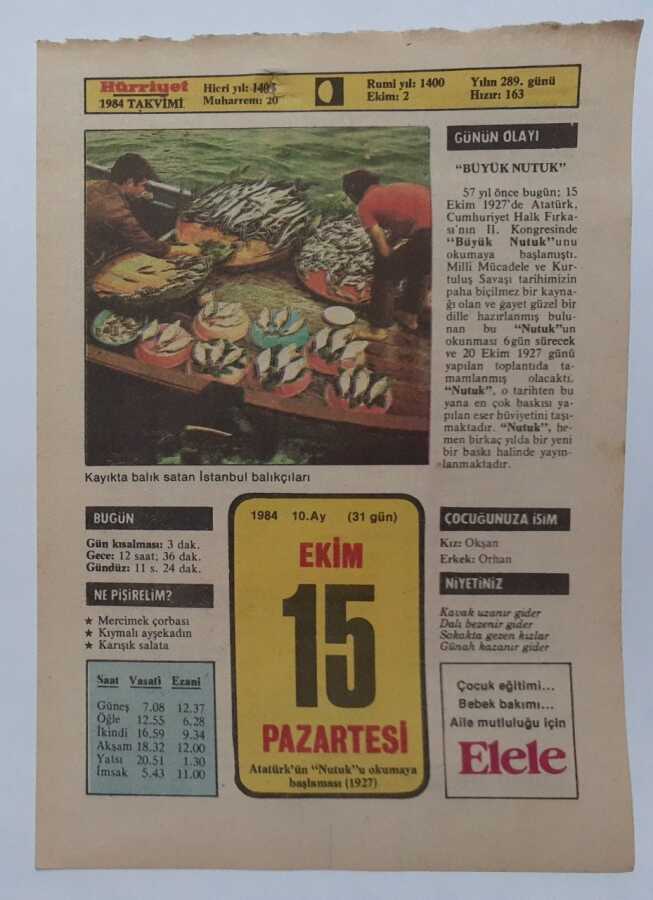 Hürriyet
1984 TAKVİMİ
Hicri yıl: 1405
Muharrem: 20
Rumi yıl: 1400
Ekim: 2
Yılın 289. günü
Hızır: 163
GÜNÜN OLAYI
"BÜYÜK NUTUK"
57 yıl önce bugün; 15
Ekim 1927'de Atatürk,
Cumhuriyet Halk Fırka-
sı'nın II. Kongresinde
"Büyük Nutuk"unu
okumaya başlamıştı.
Milli Mücadele ve Kur-
tuluş Savaşı tarihimizin
paha biçilmez bir kayna-
ğı olan ve gayet güzel bir
dille hazırlanmış bulu-
nan bu "Nutuk"un
okunması 6 gün sürecek
ve 20 Ekim 1927 günü
yapılan toplantıda ta-
mamlanmış olacaktı.
"Nutuk", o tarihten bu
yana en çok baskısı ya-
pılan eser hüviyetini taşı-
maktadır. "Nutuk", he-
men birkaç yılda bir yeni
bir baskı halinde yayın-
lanmaktadır.
Kayıkta balık satan İstanbul balıkçıları
BUGÜN
Gün kısalması: 3 dak.
Gece: 12 saat; 36 dak.
Gündüz: 11 s. 24 dak.
NE PİŞİRELİM?
★ Mercimek çorbası
★ Kıymalı ayşekadın
★ Karışık salata
Saat Vasati Ezani
Güneş 7.08 12.37
Öğle 12.55 6.28
İkindi 16.59 9.34
Akşam 18.32 12.00
Yatsı 20.51 1.30
İmsak 5.43 11.00
1984 10.Ay (31 gün)
EKİM
15
PAZARTESİ
Atatürk'ün "Nutuk"u okumaya
başlaması (1927)
ÇOCUĞUNUZA İSİM
Kız: Okşan
Erkek: Orhan
NİYETİNİZ
Kavak uzanır gider
Dalı bezenir gider
Sokakta gezen kızlar
Günah kazanır gider
Çocuk eğitimi...
Bebek bakımı...
Aile mutluluğu için
Elele